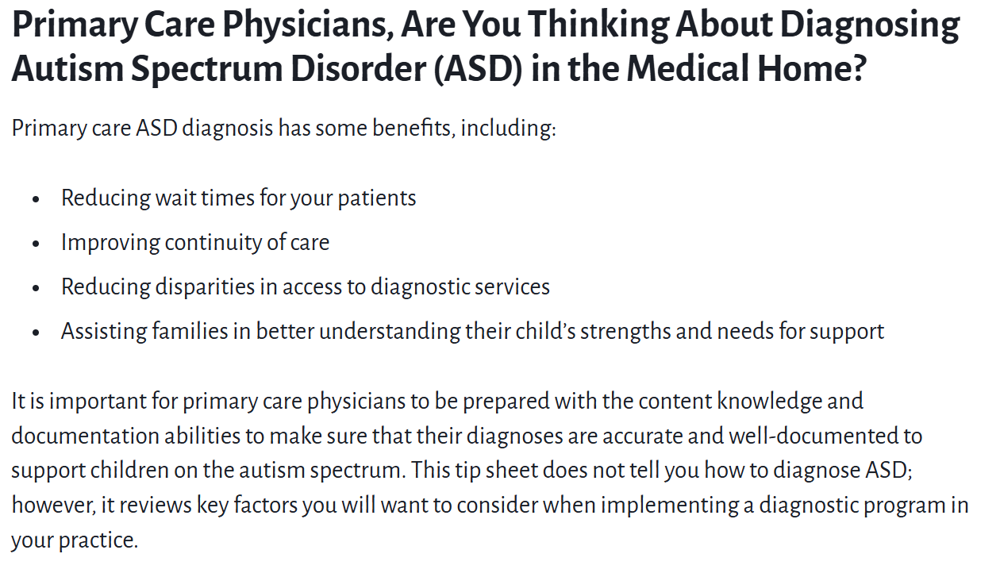 Primary Care Physicians, Are You Thinking About Diagnosing
Autism Spectrum Disorder (ASD) in the Medical Home?
Primary care ASD diagnosis has some benefits, including:
• Reducing wait times for your patients
• Improving continuity of care
• Reducing disparities in access to diagnostic services
• Assisting families in better understanding their child’s strengths and needs for support
It is important for primary care physicians to be prepared with the content knowledge and
documentation abilities to make sure that their diagnoses are accurate and well-documented to
support children on the autism spectrum. This tip sheet does not tell you how to diagnose ASD;
however, it reviews key factors you will want to consider when implementing a diagnostic program in
your practice.